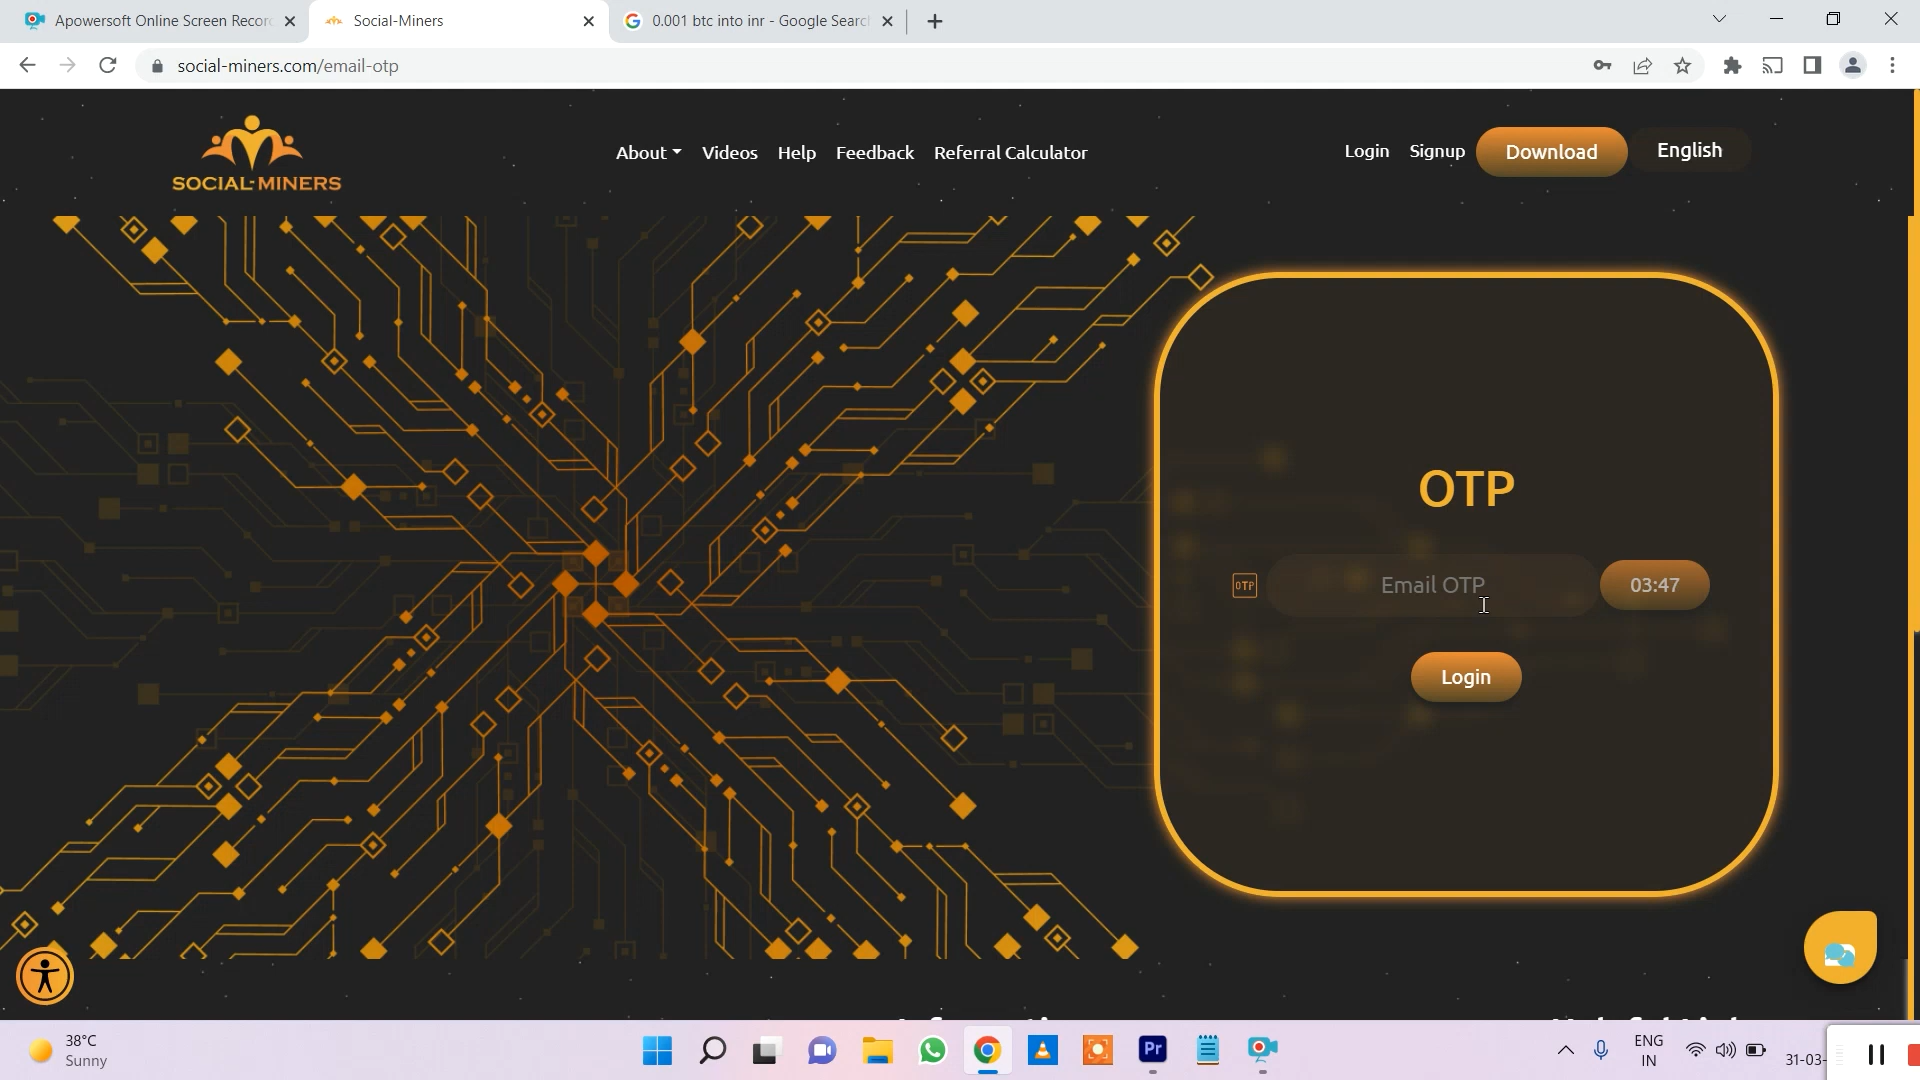 Apowersoft Online Screen Recor
Social-Miners
0.001 btc into inr - Google Searc
social-miners.com/email-otp
SOCIAL-MINERS
About
Videos
Help
Feedback
Referral Calculator
Login
Signup
Download
English
OTP
OTP
Email OTP
03:47
Login
38°C
Sunny
Pr
ENG
IN
31-03-